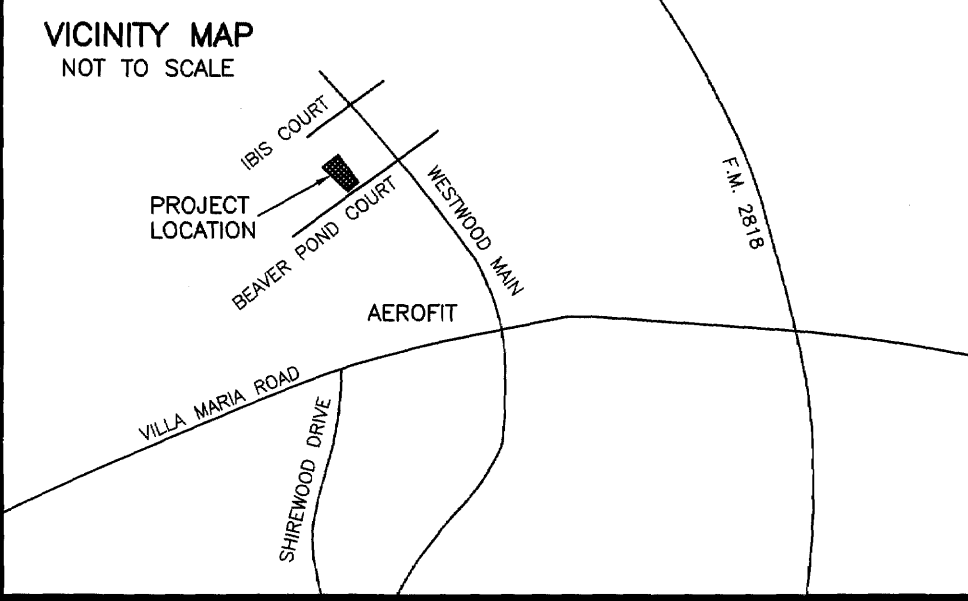 VICINITY MAP
NOT TO SCALE
IBIS COURT
PROJECT
LOCATION
BEAVER POND COURT
WESTWOOD MAIN
F.M. 2818
AEROFIT
VILLA MARIA ROAD
SHIREWOOD DRIVE